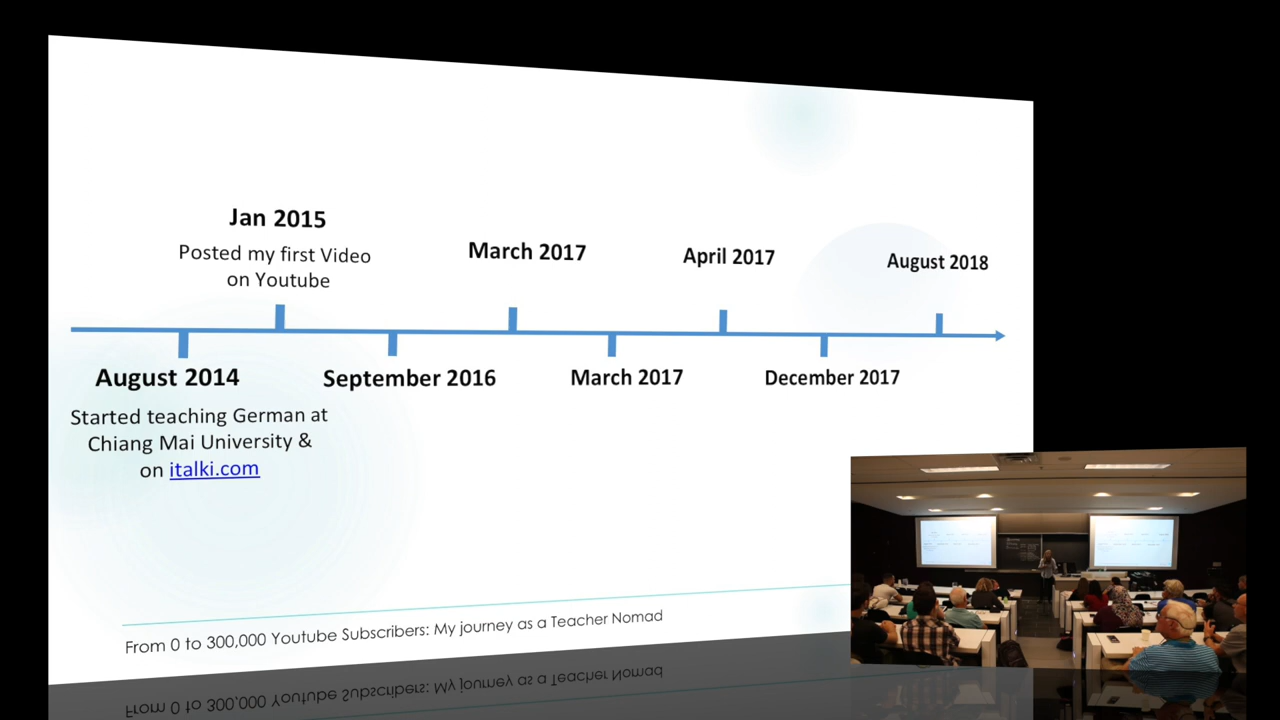 Jan 2015
Posted my first Video
on Youtube
March 2017
April 2017
August 2018
August 2014
Started teaching German at
Chiang Mai University &
on italki.com
September 2016
March 2017
December 2017
From 0 to 300,000 Youtube Subscribers: My journey as a Teacher Nomad